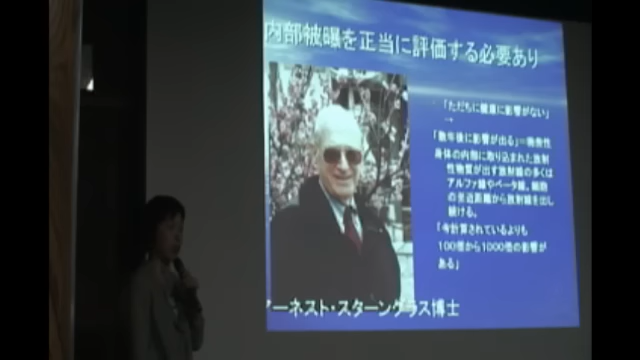 内部被曝を正当に評価する必要あり
「ただちに健康に影響がない」
→
「数年後に影響が出る」=晩発性
身体の内部に取り込まれた放射
性物質が出す放射線の多くは
アルファ線やベータ線。細胞
の至近距離から放射線を出し
続ける。
「今計算されているよりも
100倍から1000倍の影響が
ある」
アーネスト・スターングラス博士